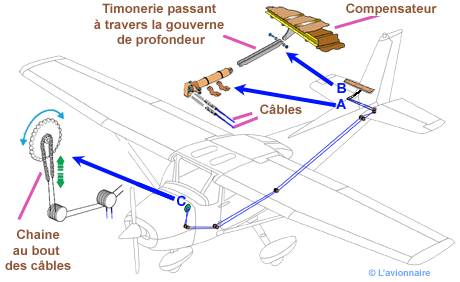 Timonerie passant
à travers la gouverne
de profondeur
Compensateur
B
A
Câbles
C
Chaine
au bout
des câbles
© L'avionnaire